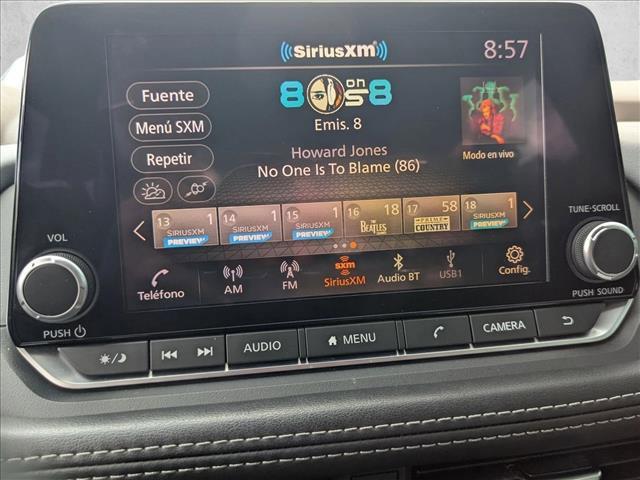 ((SiriusXM))
8:57
Fuente
80s on 8
Menú SXM
Emis. 8
Repetir
Howard Jones
No One Is To Blame (86)
Modo en vivo
13 1
SIRIUSXM
PREVIEW
14 1
SIRIUSXM
PREVIEW
15 1
SIRIUSXM
PREVIEW
16 18
THE BEATLES
17 58
PRIME
COUNTRY
18 1
SIRIUSXM
PREVIEW
Teléfono
AM
FM
sxm
SiriusXM
Audio BT
USB1
Config.
VOL
PUSH
TUNE-SCROLL
PUSH SOUND
AUDIO
MENU
CAMERA